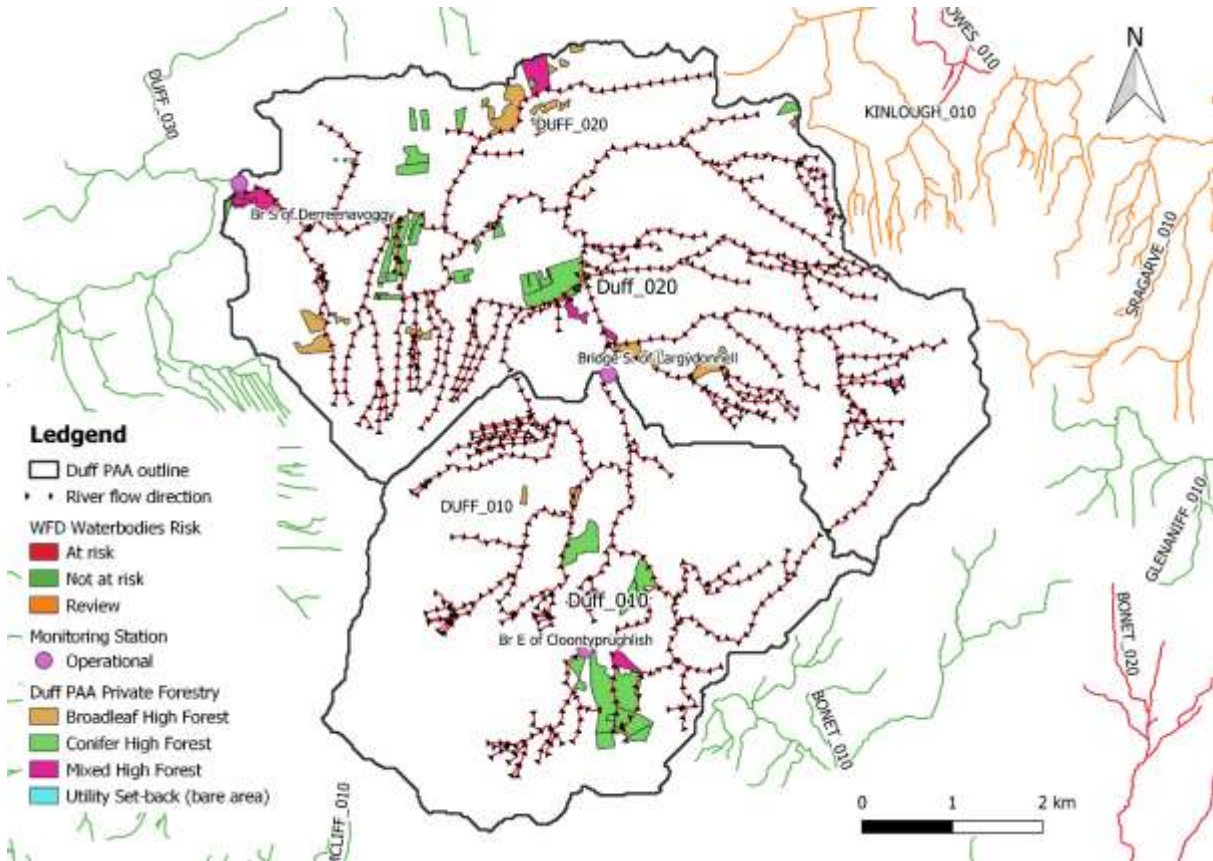 N
OWES_010
DUFF_030
KINLOUGH_010
DUFF_020
Br S of Derreenavoggy
SRAGARVE_010
Duff_020
Bridge S. of Largydonnell
Ledgend
Duff PAA outline
River flow direction
WFD Waterbodies Risk
At risk
Not at risk
Review
Monitoring Station
Operational
Duff PAA Private Forestry
Broadleaf High Forest
Conifer High Forest
Mixed High Forest
Utility Set-back (bare area)
DUFF_010
GLENANIFF_010
Duff_010
Br E of Cloontyprughlish
BONET_020
BONET_010
MCLIFF_010
0 1 2 km